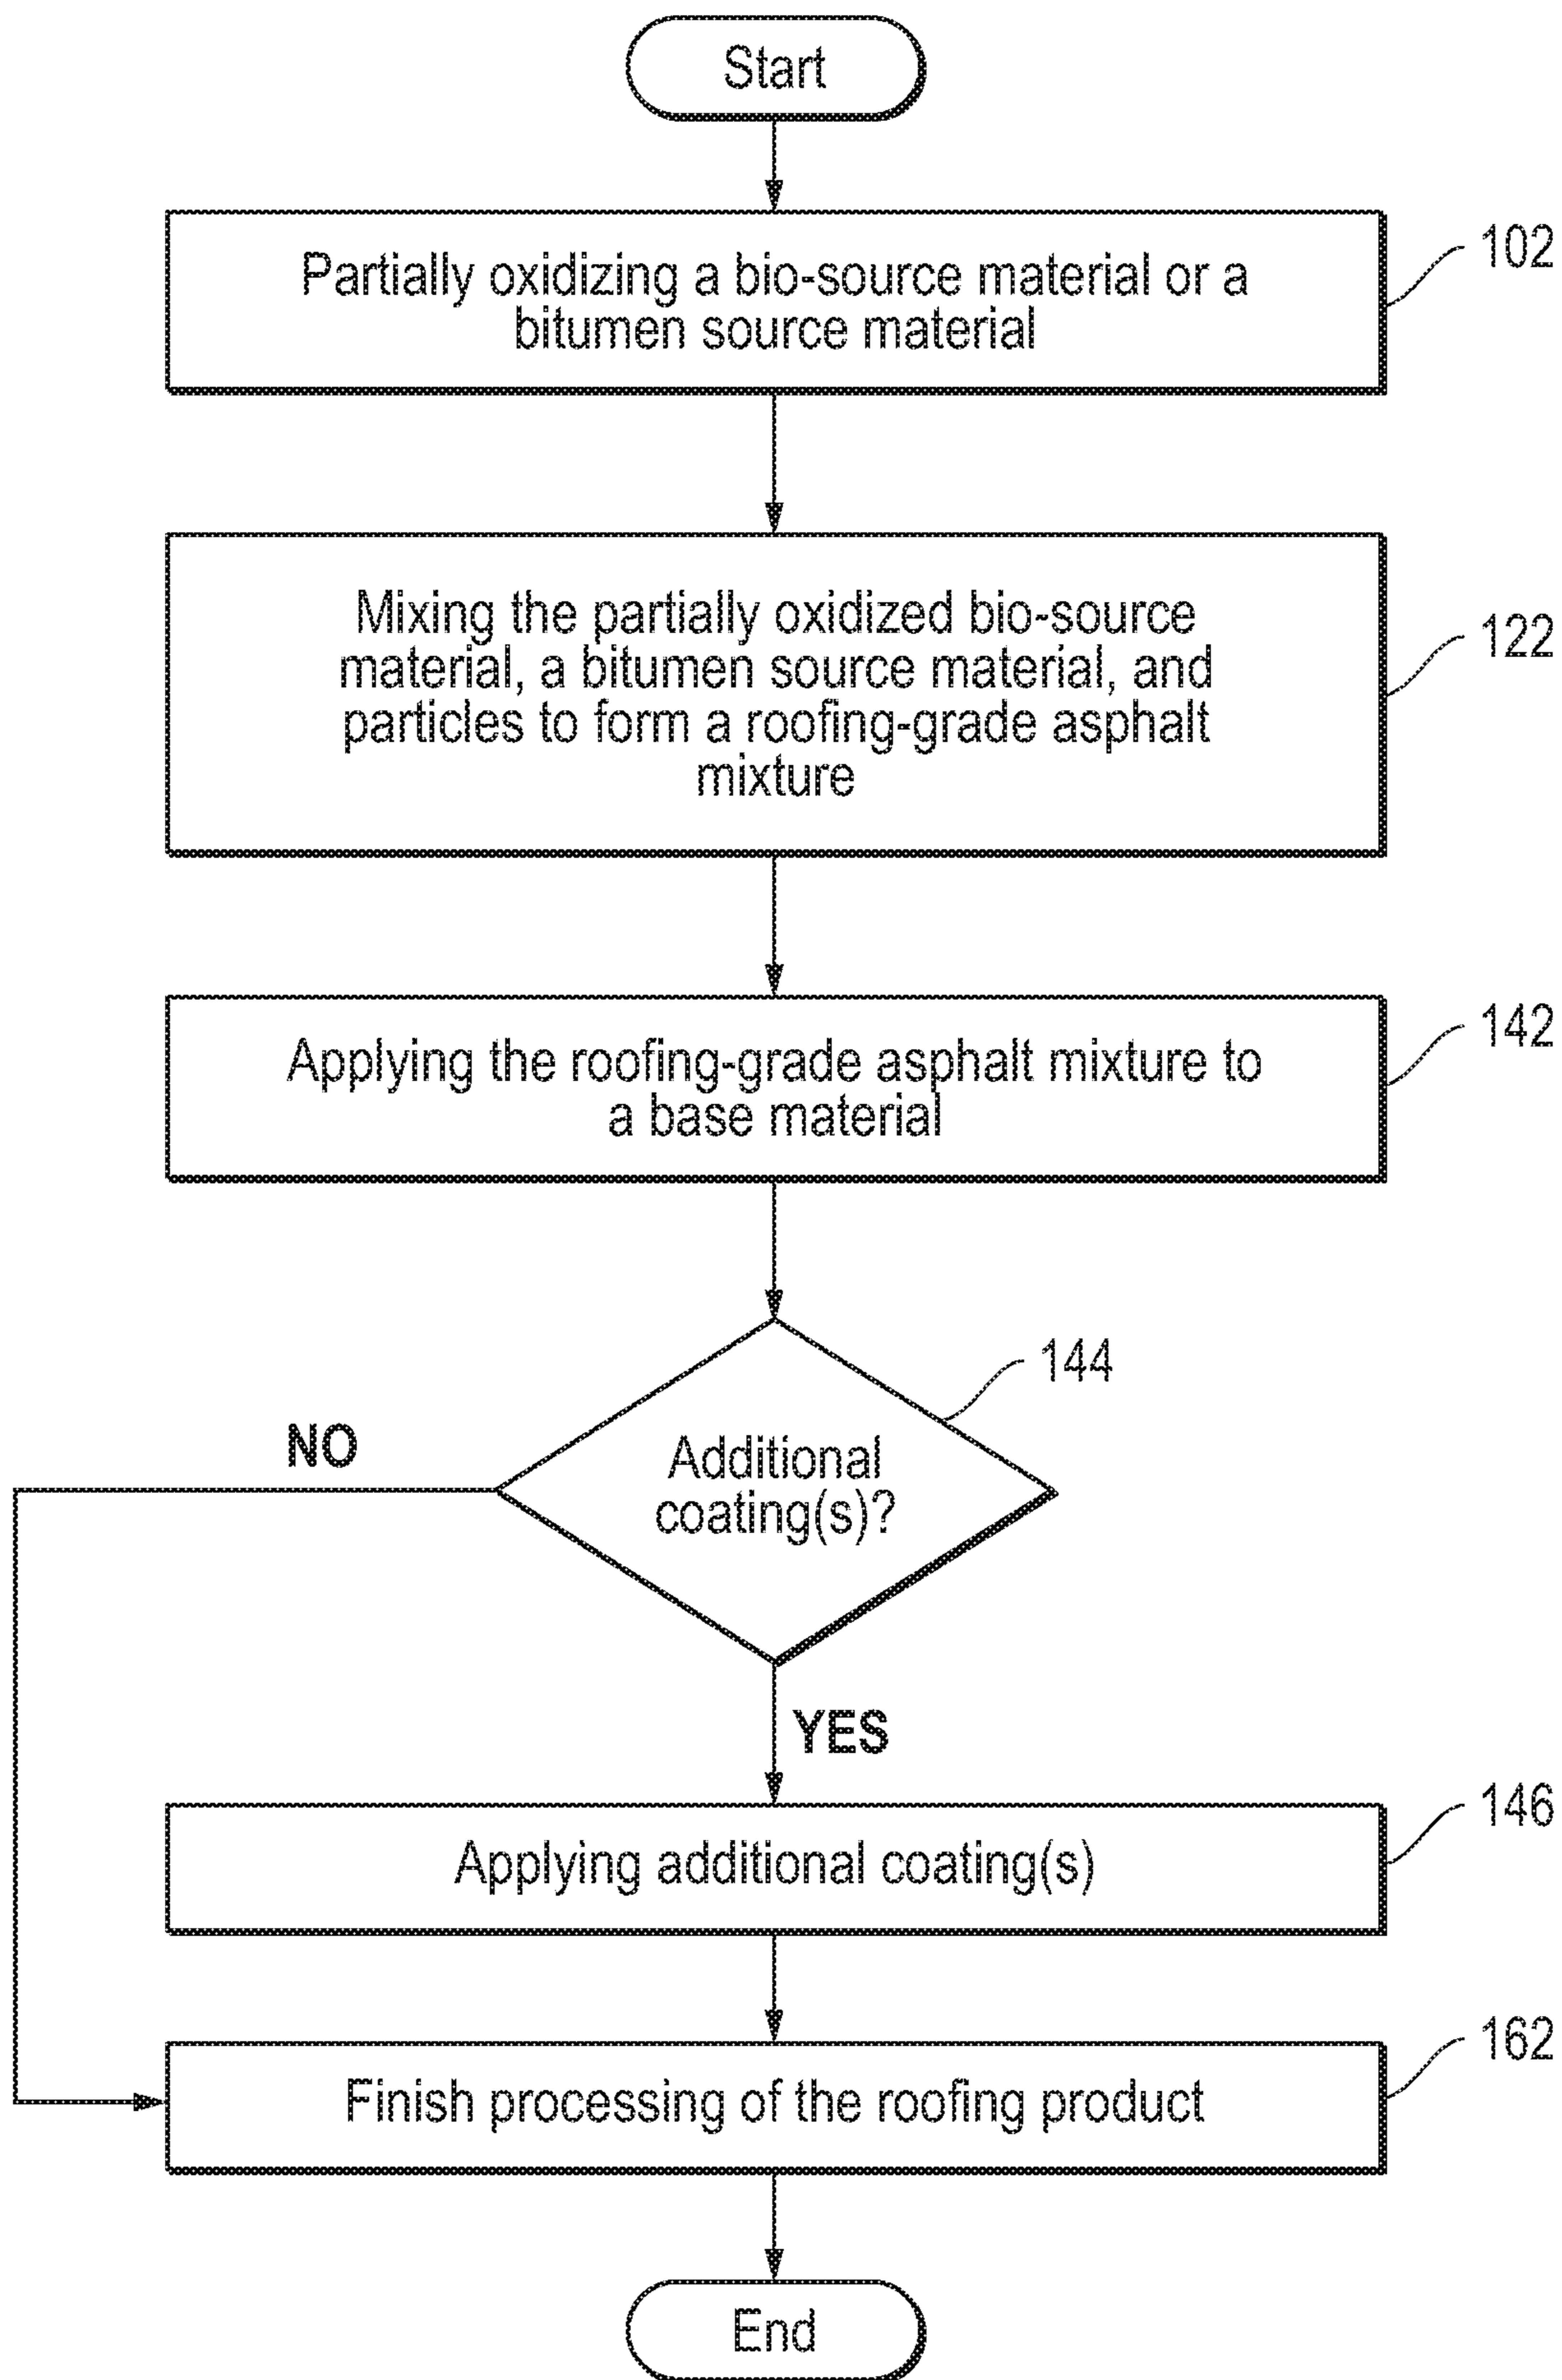 Start
Partially oxidizing a bio-source material or a
bitumen source material
102
Mixing the partially oxidized bio-source
material, a bitumen source material, and
particles to form a roofing-grade asphalt
mixture
122
Applying the roofing-grade asphalt mixture to
a base material
142
144
Additional
coating(s)?
NO
YES
Applying additional coating(s)
146
Finish processing of the roofing product
162
End